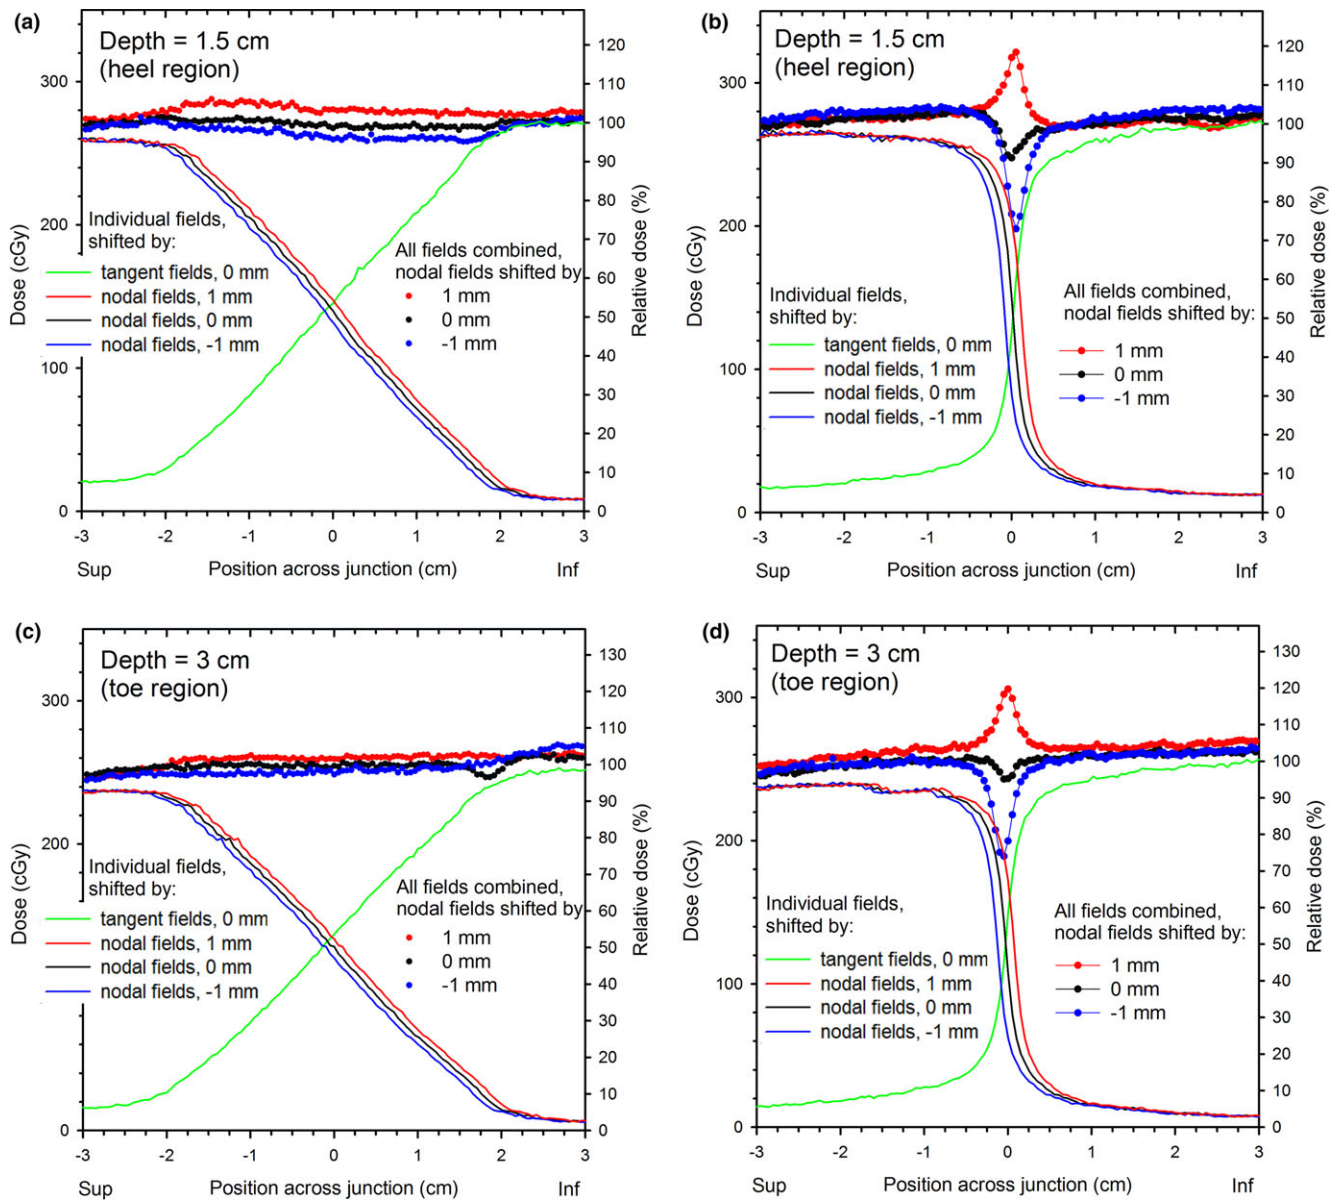 (a)
Depth = 1.5 cm
(heel region)
300
200
100
0
Dose (cGy)
120
110
100
90
80
70
60
50
40
30
20
10
0
Relative dose (%)
Individual fields,
shifted by:
tangent fields, 0 mm
nodal fields, 1 mm
nodal fields, 0 mm
nodal fields, -1 mm
All fields combined,
nodal fields shifted by
1 mm
0 mm
-1 mm
-3 -2 -1 0 1 2 3
Sup Position across junction (cm) Inf
(b)
Depth = 1.5 cm
(heel region)
300
200
100
0
Dose (cGy)
120
110
100
90
80
70
60
50
40
30
20
10
0
Relative dose (%)
Individual fields,
shifted by:
tangent fields, 0 mm
nodal fields, 1 mm
nodal fields, 0 mm
nodal fields, -1 mm
All fields combined,
nodal fields shifted by:
1 mm
0 mm
-1 mm
-3 -2 -1 0 1 2 3
Sup Position across junction (cm) Inf
(c)
Depth = 3 cm
(toe region)
300
200
100
0
Dose (cGy)
130
120
110
100
90
80
70
60
50
40
30
20
10
0
Relative dose (%)
Individual fields,
shifted by:
tangent fields, 0 mm
nodal fields, 1 mm
nodal fields, 0 mm
nodal fields, -1 mm
All fields combined,
nodal fields shifted by
1 mm
0 mm
-1 mm
-3 -2 -1 0 1 2 3
Sup Position across junction (cm) Inf
(d)
Depth = 3 cm
(toe region)
300
200
100
0
Dose (cGy)
130
120
110
100
90
80
70
60
50
40
30
20
10
0
Relative dose (%)
Individual fields,
shifted by:
tangent fields, 0 mm
nodal fields, 1 mm
nodal fields, 0 mm
nodal fields, -1 mm
All fields combined,
nodal fields shifted by:
1 mm
0 mm
-1 mm
-3 -2 -1 0 1 2 3
Sup Position across junction (cm) Inf